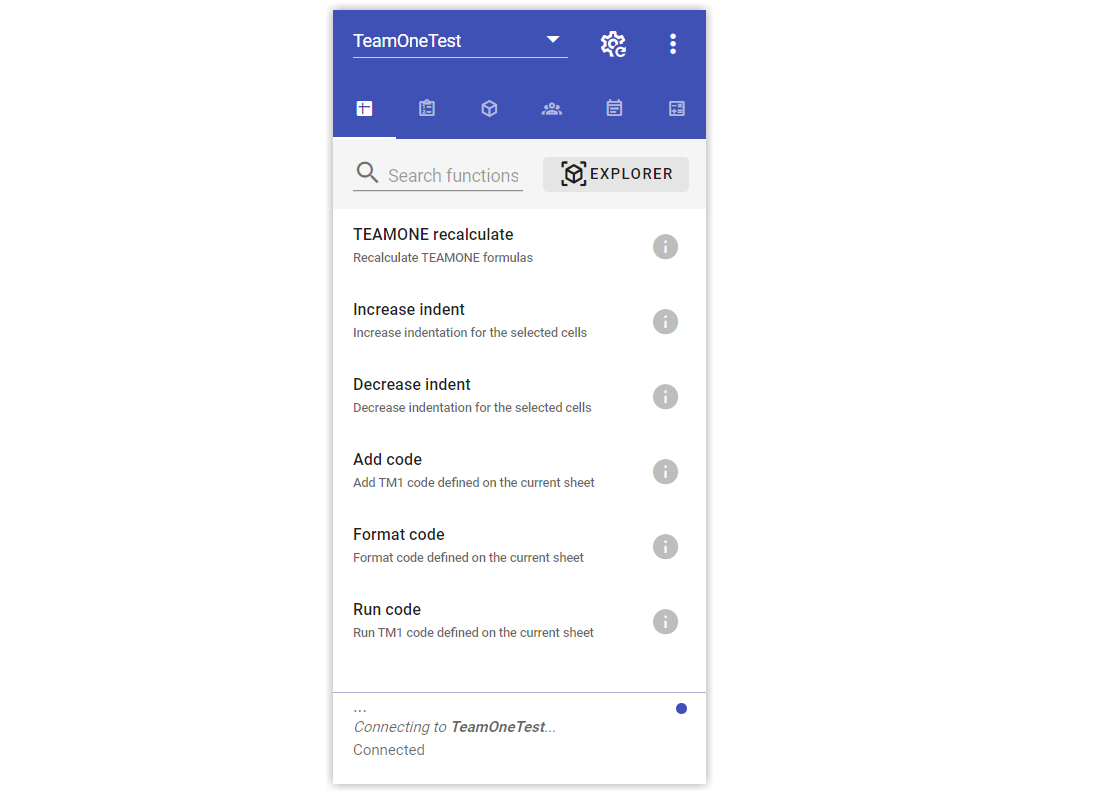 TeamOneTest
Search functions
EXPLORER
TEAMONE recalculate
Recalculate TEAMONE formulas
Increase indent
Increase indentation for the selected cells
Decrease indent
Decrease indentation for the selected cells
Add code
Add TM1 code defined on the current sheet
Format code
Format code defined on the current sheet
Run code
Run TM1 code defined on the current sheet
...
Connecting to TeamOneTest...
Connected